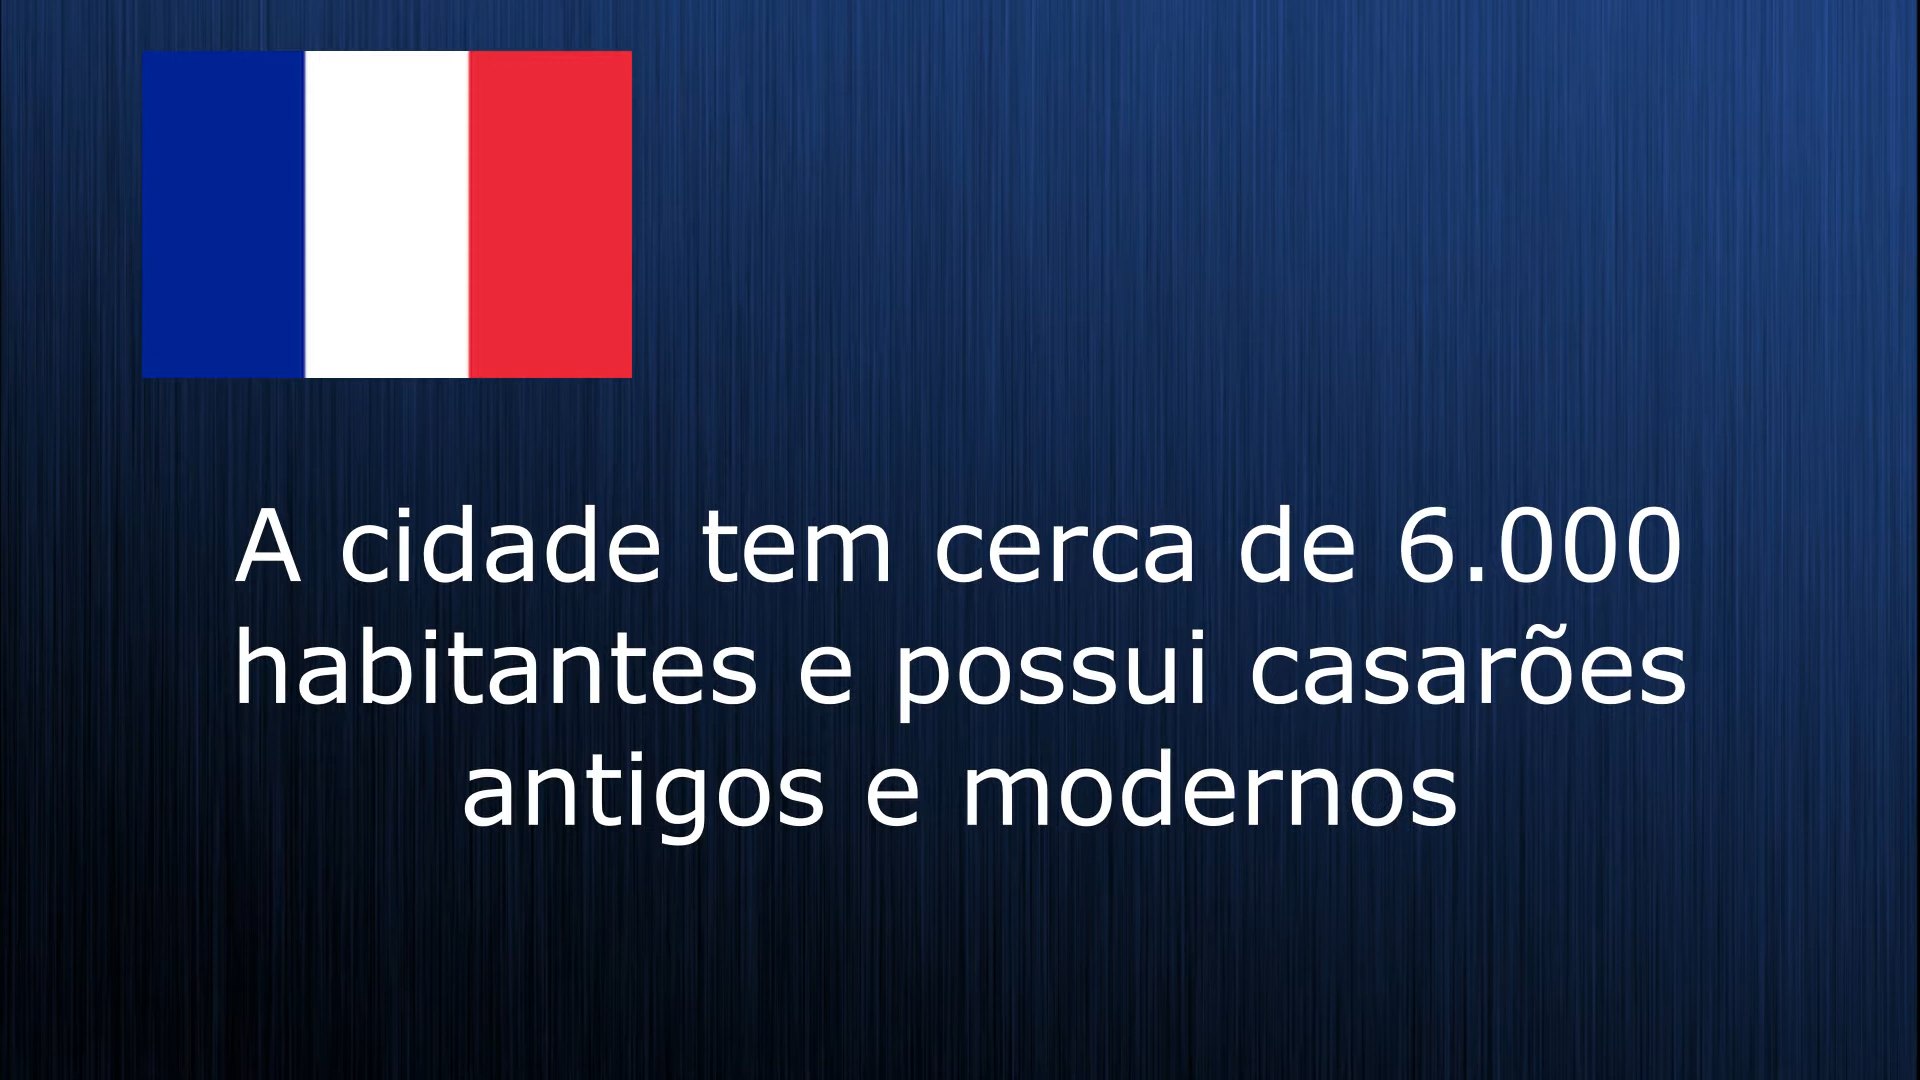 A cidade tem cerca de 6.000
habitantes e possui casarões
antigos e modernos